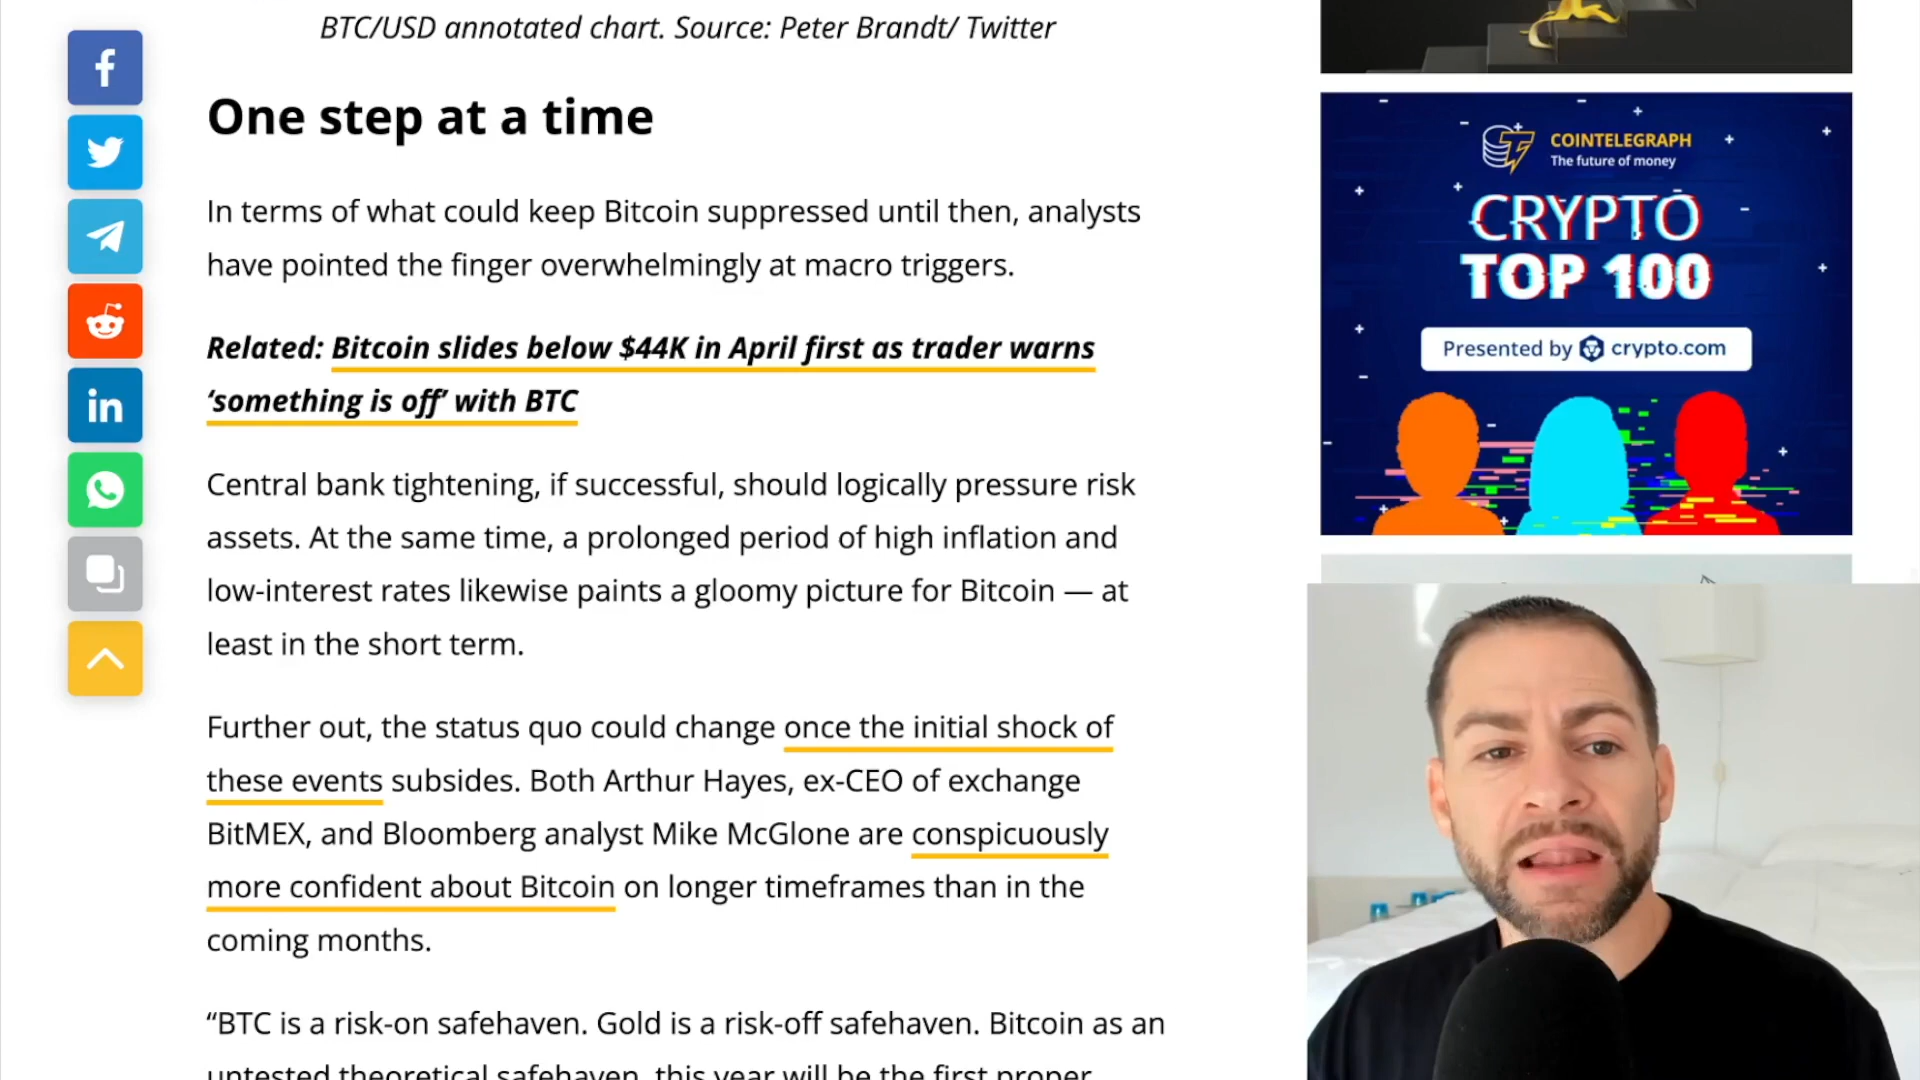 BTC/USD annotated chart. Source: Peter Brandt/ Twitter
One step at a time
In terms of what could keep Bitcoin suppressed until then, analysts
have pointed the finger overwhelmingly at macro triggers.
Related: Bitcoin slides below $44K in April first as trader warns
‘something is off’ with BTC
Central bank tightening, if successful, should logically pressure risk
assets. At the same time, a prolonged period of high inflation and
low-interest rates likewise paints a gloomy picture for Bitcoin — at
least in the short term.
Further out, the status quo could change once the initial shock of
these events subsides. Both Arthur Hayes, ex-CEO of exchange
BitMEX, and Bloomberg analyst Mike McGlone are conspicuously
more confident about Bitcoin on longer timeframes than in the
coming months.
“BTC is a risk-on safehaven. Gold is a risk-off safehaven. Bitcoin as an
untested theoretical safehaven, this year will be the first proper
COINTELEGRAPH
The future of money
CRYPTO
TOP 100
Presented by crypto.com